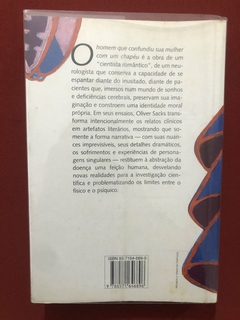 O homem que confundiu sua mulher
com um chapéu é a obra de um
"cientista romântico", de um neu-
rologista que conserva a capacidade de se
espantar diante do inusitado, diante de pa-
cientes que, imersos num mundo de sonhos
e deficiências cerebrais, preservam sua ima-
ginação e constroem uma identidade moral
própria. Em seus ensaios, Oliver Sacks trans-
forma intencionalmente os relatos clínicos
em artefatos literários, mostrando que so-
mente a forma narrativa — com suas nuan-
ces imprevisíveis, seus detalhes dramáticos,
os sofrimentos e experiências de persona-
gens singulares — restituem à abstração da
doença uma feição humana, desvelando
novas realidades para a investigação cien-
tífica e problematizando os limites entre o
físico e o psíquico.